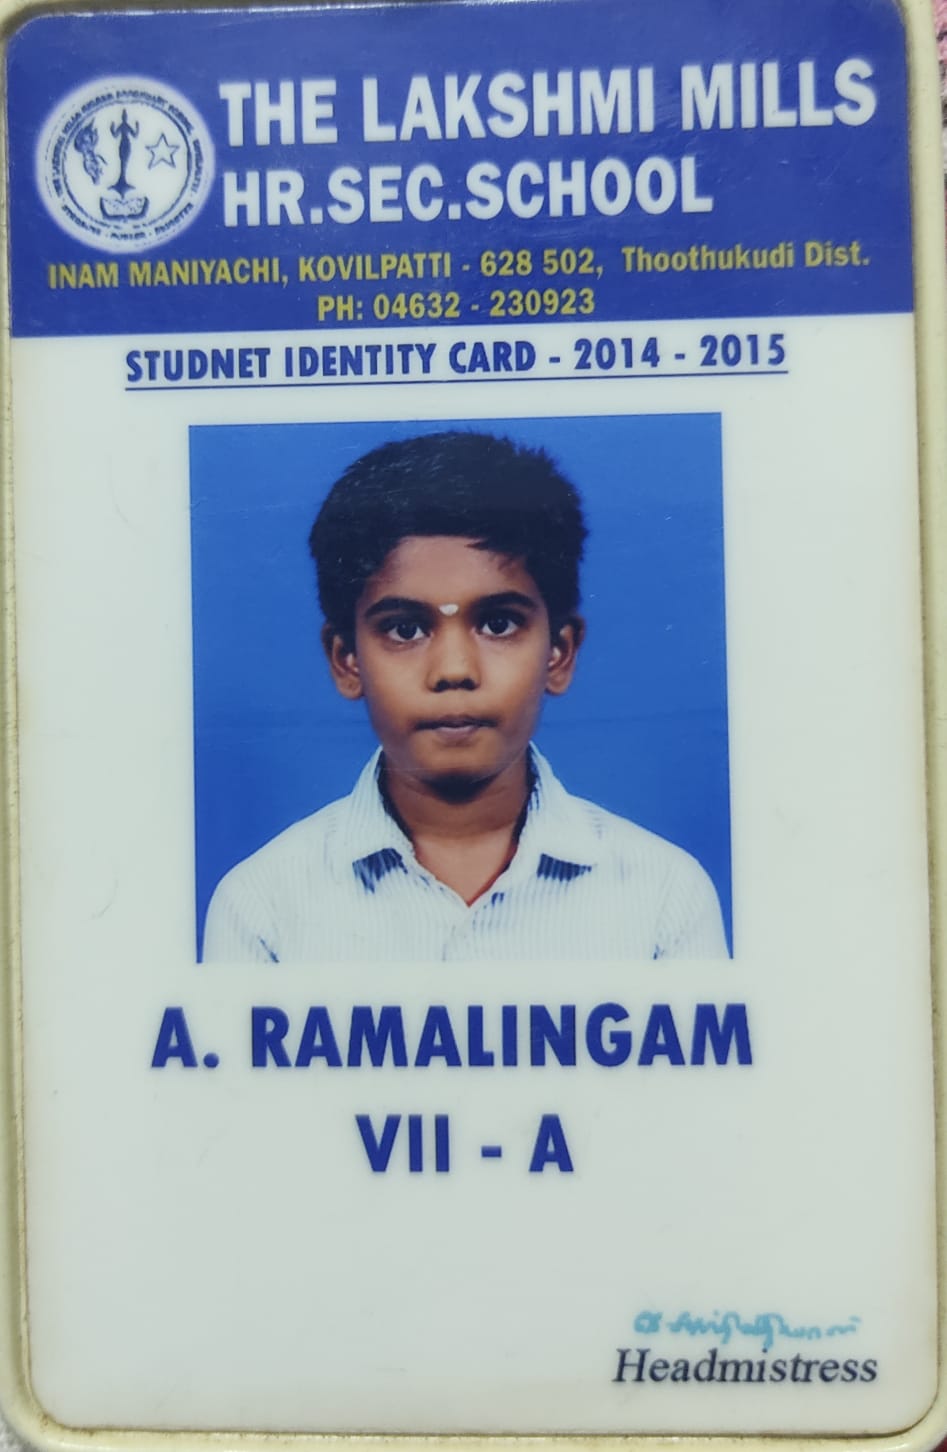 THE LAKSHMI MILLS
HR.SEC.SCHOOL
INAM MANIYACHI, KOVILPATTI - 628 502, Thoothukudi Dist.
PH: 04632 - 230923
STUDNET IDENTITY CARD - 2014 - 2015
A. RAMALINGAM
VII - A
Headmistress